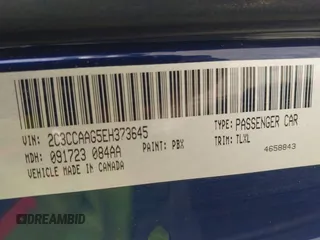 VIN: 2C3CCAAG5EH373645
TYPE: PASSENGER CAR
MDH: 091723 084AA
PAINT: PBX
TRIM: TLXL
VEHICLE MADE IN CANADA
4658843
DREAMBID